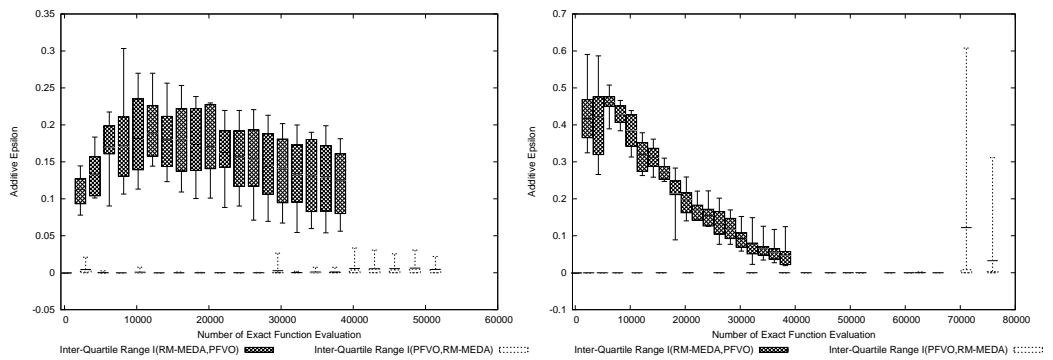 0.35
0.3
0.25
0.2
0.15
0.1
0.05
0
-0.05
Additive Epsilon
0 10000 20000 30000 40000 50000 60000
Number of Exact Function Evaluation
Inter-Quartile Range I(RM-MEDA,PFVO) Inter-Quartile Range I(PFVO,RM-MEDA)
0.7
0.6
0.5
0.4
0.3
0.2
0.1
0
-0.1
Additive Epsilon
0 10000 20000 30000 40000 50000 60000 70000 80000
Number of Exact Function Evaluation
Inter-Quartile Range I(RM-MEDA,PFVO) Inter-Quartile Range I(PFVO,RM-MEDA)